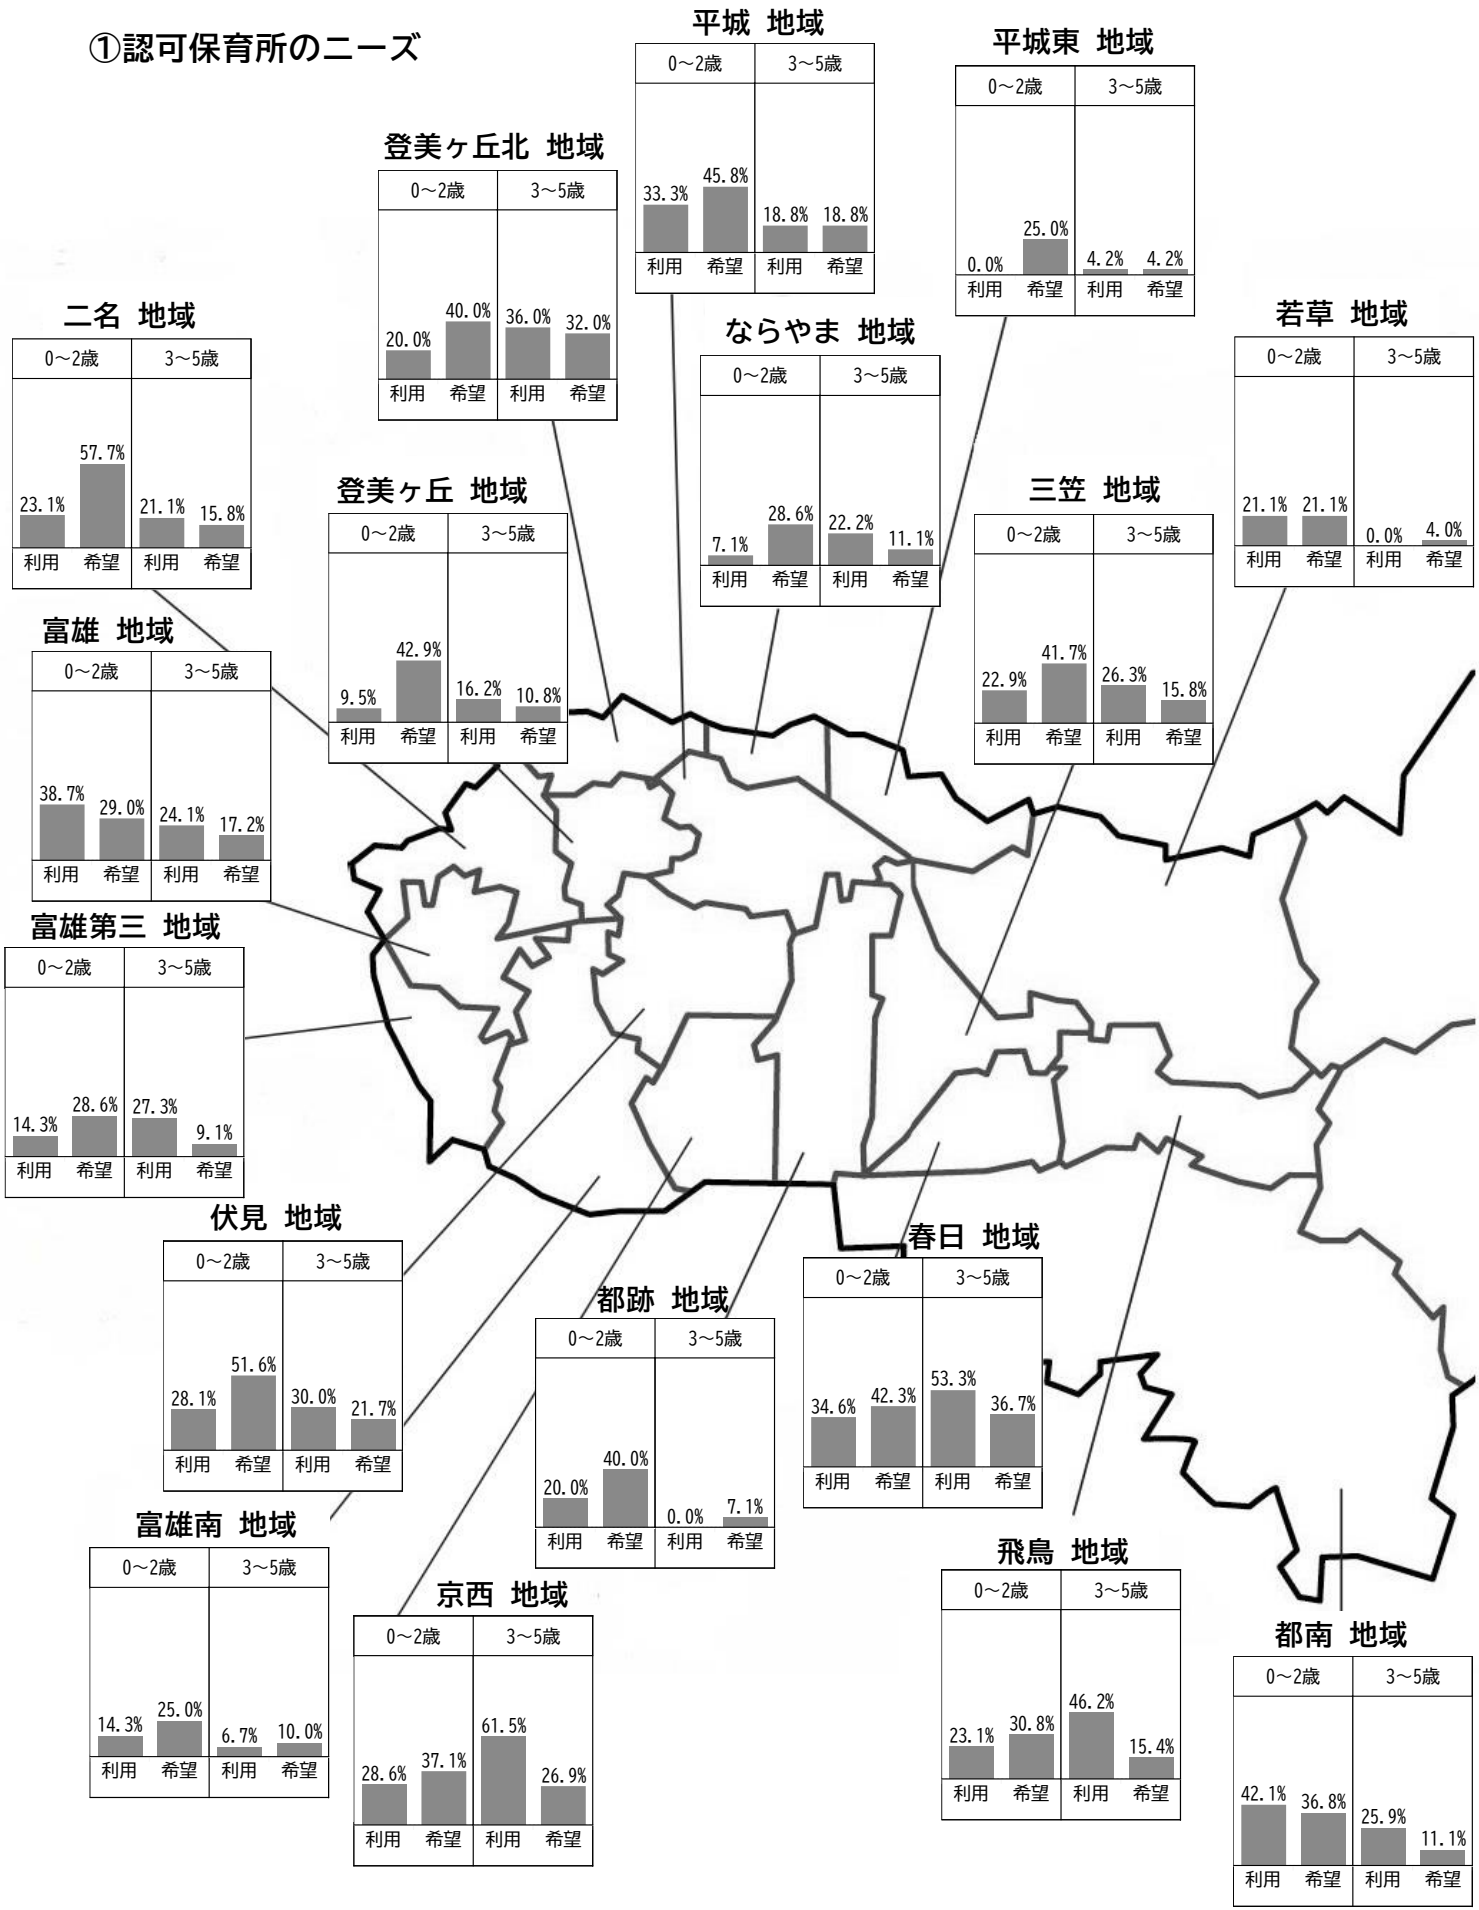 ①認可保育所のニーズ
平城 地域
0～2歳 3～5歳
33.3% 45.8% 18.8% 18.8%
利用 希望 利用 希望
平城東 地域
0～2歳 3～5歳
0.0% 25.0% 4.2% 4.2%
利用 希望 利用 希望
登美ヶ丘北 地域
0～2歳 3～5歳
20.0% 40.0% 36.0% 32.0%
利用 希望 利用 希望
二名 地域
0～2歳 3～5歳
23.1% 57.7% 21.1% 15.8%
利用 希望 利用 希望
ならやま 地域
0～2歳 3～5歳
7.1% 28.6% 22.2% 11.1%
利用 希望 利用 希望
若草 地域
0～2歳 3～5歳
21.1% 21.1% 0.0% 4.0%
利用 希望 利用 希望
登美ヶ丘 地域
0～2歳 3～5歳
9.5% 42.9% 16.2% 10.8%
利用 希望 利用 希望
三笠 地域
0～2歳 3～5歳
22.9% 41.7% 26.3% 15.8%
利用 希望 利用 希望
富雄 地域
0～2歳 3～5歳
38.7% 29.0% 24.1% 17.2%
利用 希望 利用 希望
富雄第三 地域
0～2歳 3～5歳
14.3% 28.6% 27.3% 9.1%
利用 希望 利用 希望
伏見 地域
0～2歳 3～5歳
28.1% 51.6% 30.0% 21.7%
利用 希望 利用 希望
都跡 地域
0～2歳 3～5歳
20.0% 40.0% 0.0% 7.1%
利用 希望 利用 希望
春日 地域
0～2歳 3～5歳
34.6% 42.3% 53.3% 36.7%
利用 希望 利用 希望
富雄南 地域
0～2歳 3～5歳
14.3% 25.0% 6.7% 10.0%
利用 希望 利用 希望
京西 地域
0～2歳 3～5歳
28.6% 37.1% 61.5% 26.9%
利用 希望 利用 希望
飛鳥 地域
0～2歳 3～5歳
23.1% 30.8% 46.2% 15.4%
利用 希望 利用 希望
都南 地域
0～2歳 3～5歳
42.1% 36.8% 25.9% 11.1%
利用 希望 利用 希望